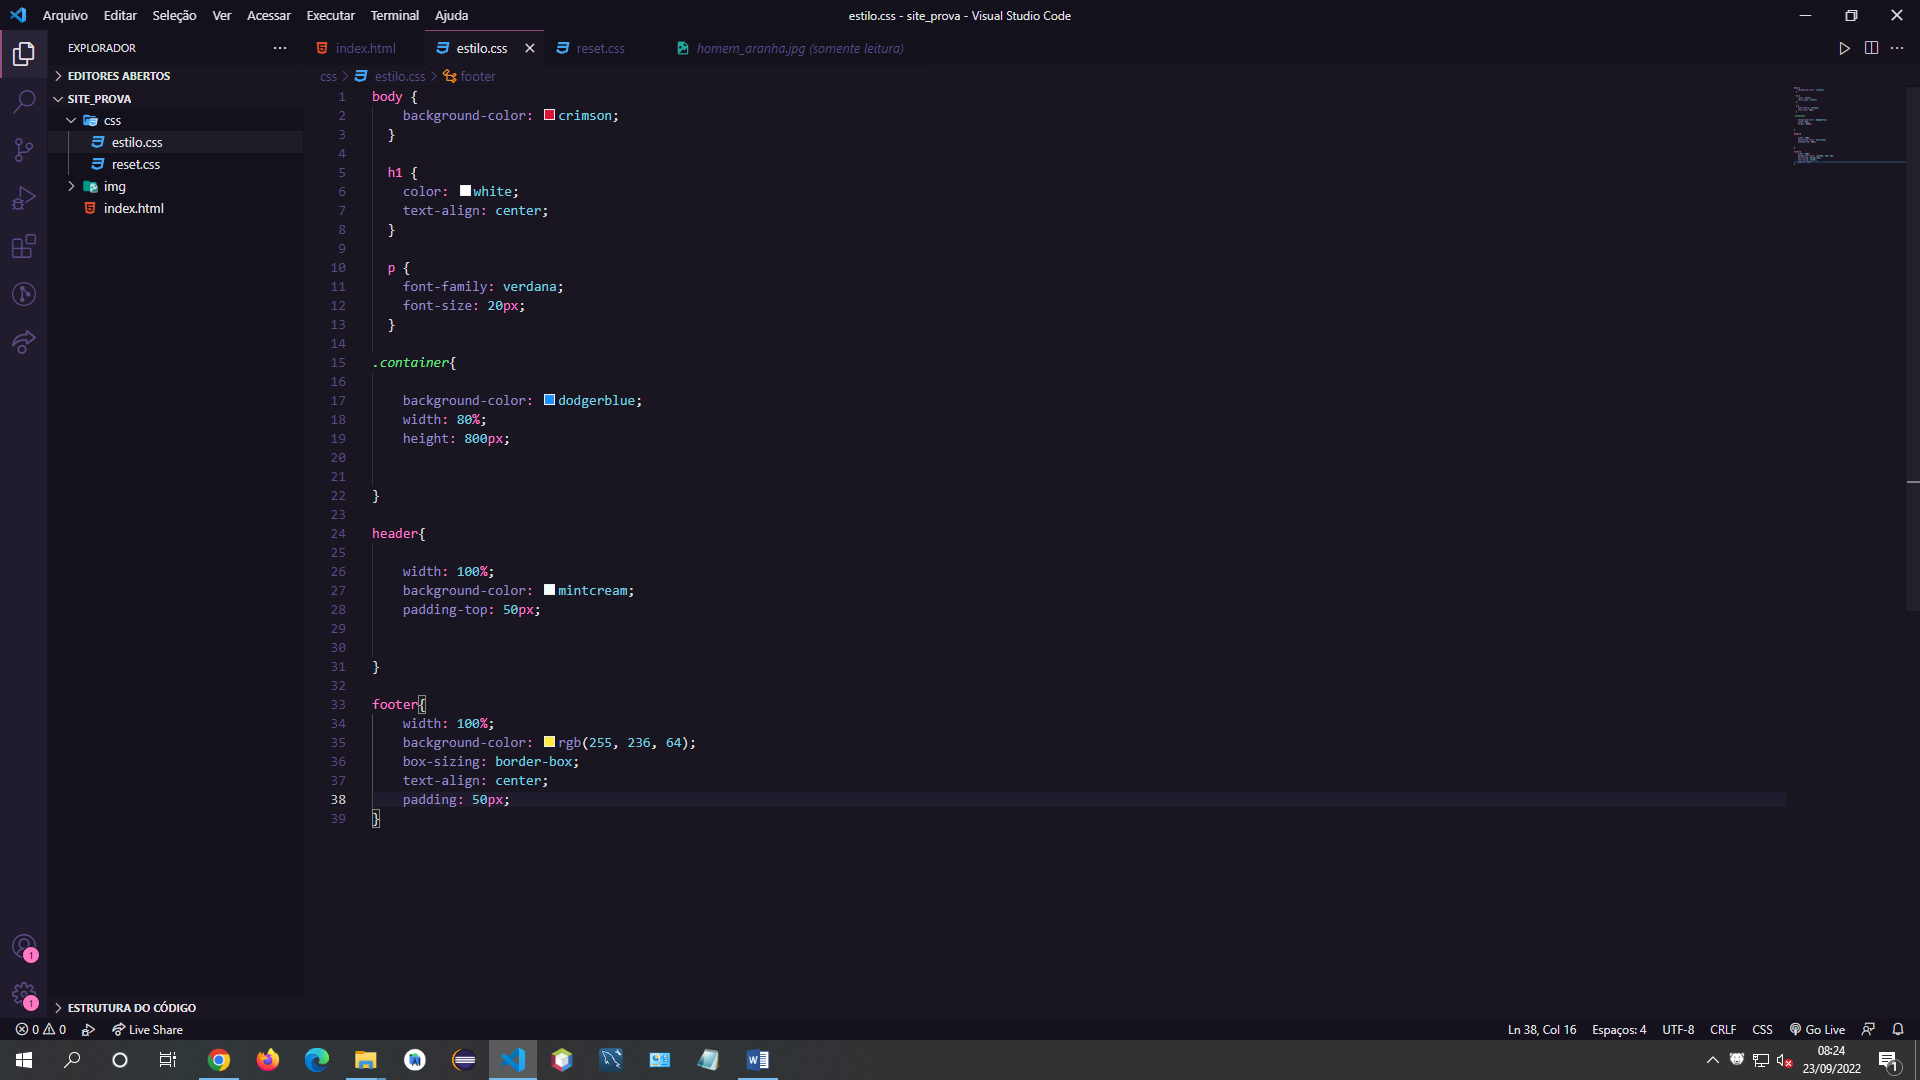 Arquivo Editar Seleção Ver Acessar Executar Terminal Ajuda
estilo.css - site_prova - Visual Studio Code
EXPLORADOR
index.html
estilo.css
reset.css
homem_aranha.jpg (somente leitura)
EDITORES ABERTOS
SITE_PROVA
css
estilo.css
reset.css
img
index.html
css > estilo.css > footer
1 body {
2 background-color: crimson;
3 }
4
5 h1 {
6 color: white;
7 text-align: center;
8 }
9
10 p {
11 font-family: verdana;
12 font-size: 20px;
13 }
14
15 .container{
16
17 background-color: dodgerblue;
18 width: 80%;
19 height: 800px;
20
21
22 }
23
24 header{
25
26 width: 100%;
27 background-color: mintcream;
28 padding-top: 50px;
29
30
31 }
32
33 footer{
34 width: 100%;
35 background-color: rgb(255, 236, 64);
36 box-sizing: border-box;
37 text-align: center;
38 padding: 50px;
39 }
1
1
ESTRUTURA DO CÓDIGO
0 0 Live Share
Ln 38, Col 16 Espaços: 4 UTF-8 CRLF CSS Go Live
08:24
23/09/2022
1